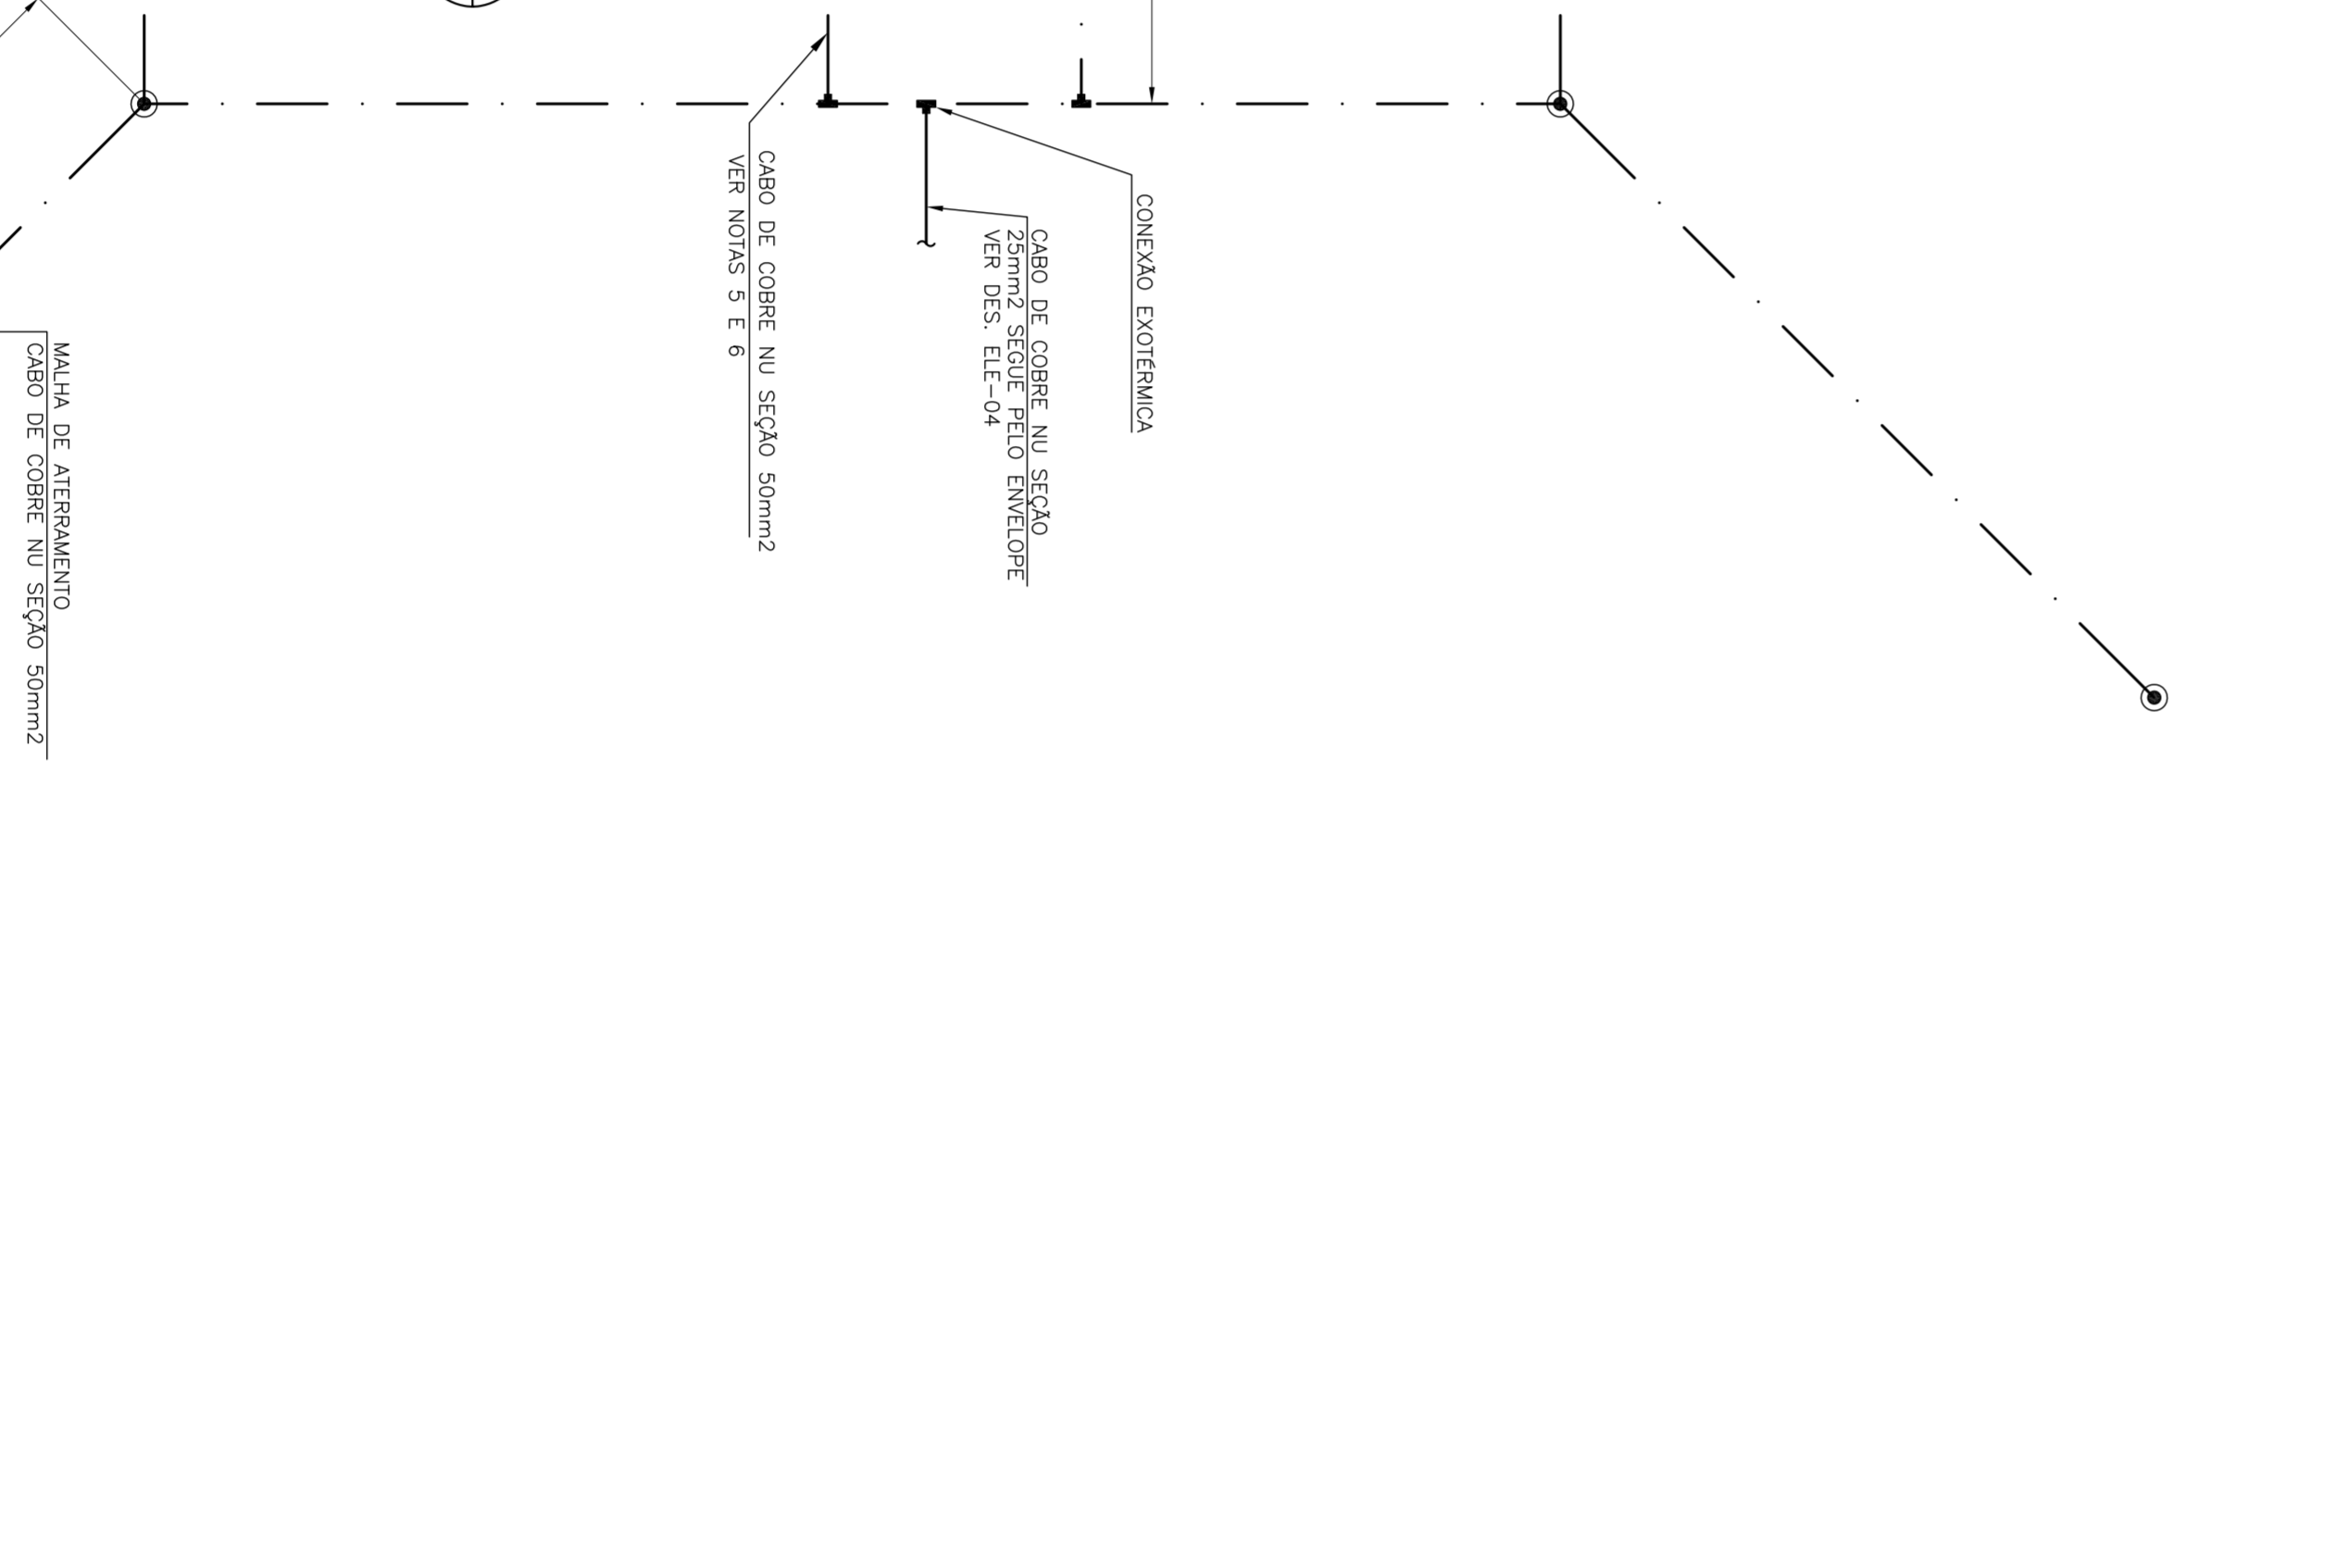 CONEXÃO EXOTÉRMICA
CABO DE COBRE NU SEÇÃO
25mm2 SEGUE PELO ENVELOPE
VER DES. ELE-04
CABO DE COBRE NU SEÇÃO 50mm2
VER NOTAS 5 E 6
MALHA DE ATERRAMENTO
CABO DE COBRE NU SEÇÃO 50mm2